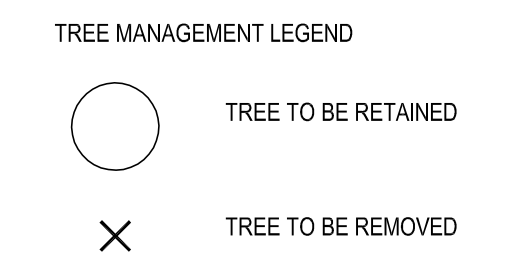 TREE MANAGEMENT LEGEND
TREE TO BE RETAINED
TREE TO BE REMOVED